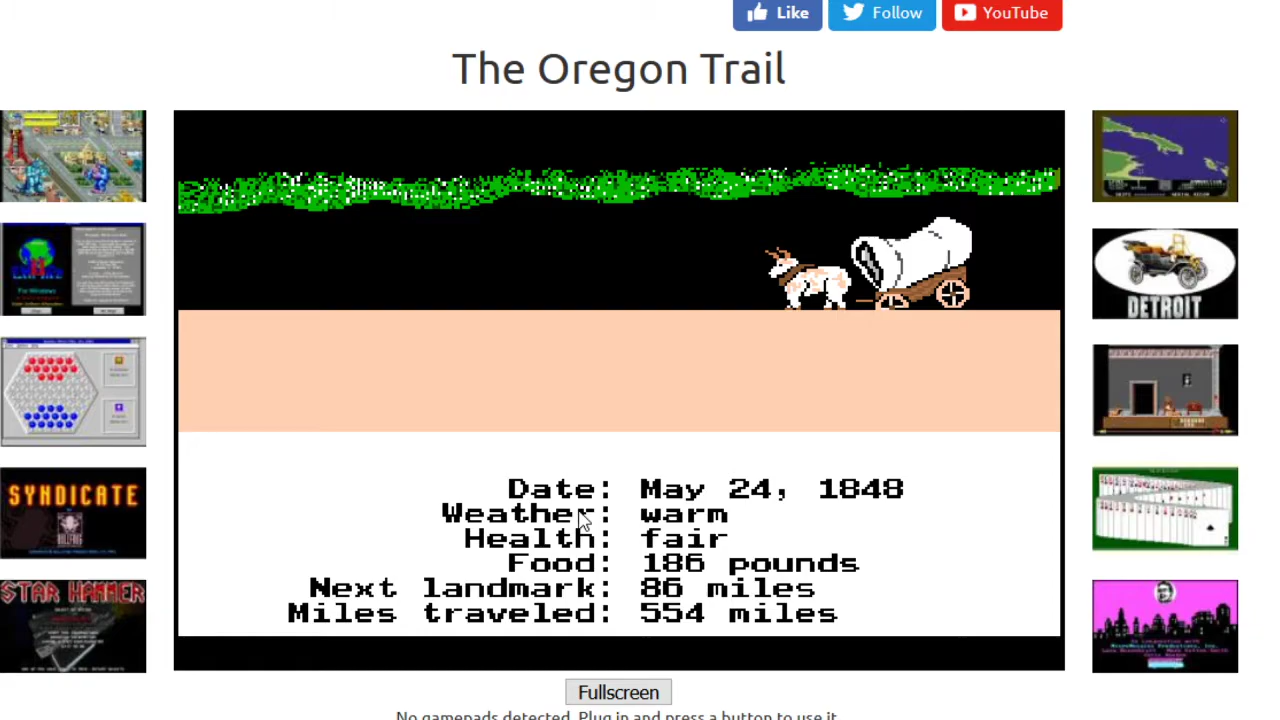 Like Follow YouTube
The Oregon Trail
Date: May 24, 1848
Weather: warm
Health: fair
Food: 186 pounds
Next landmark: 86 miles
Miles traveled: 554 miles
SYNDICATE
STAR HAMMER
DETROIT
Fullscreen
No gamepads detected. Plug in and press a button to use it.